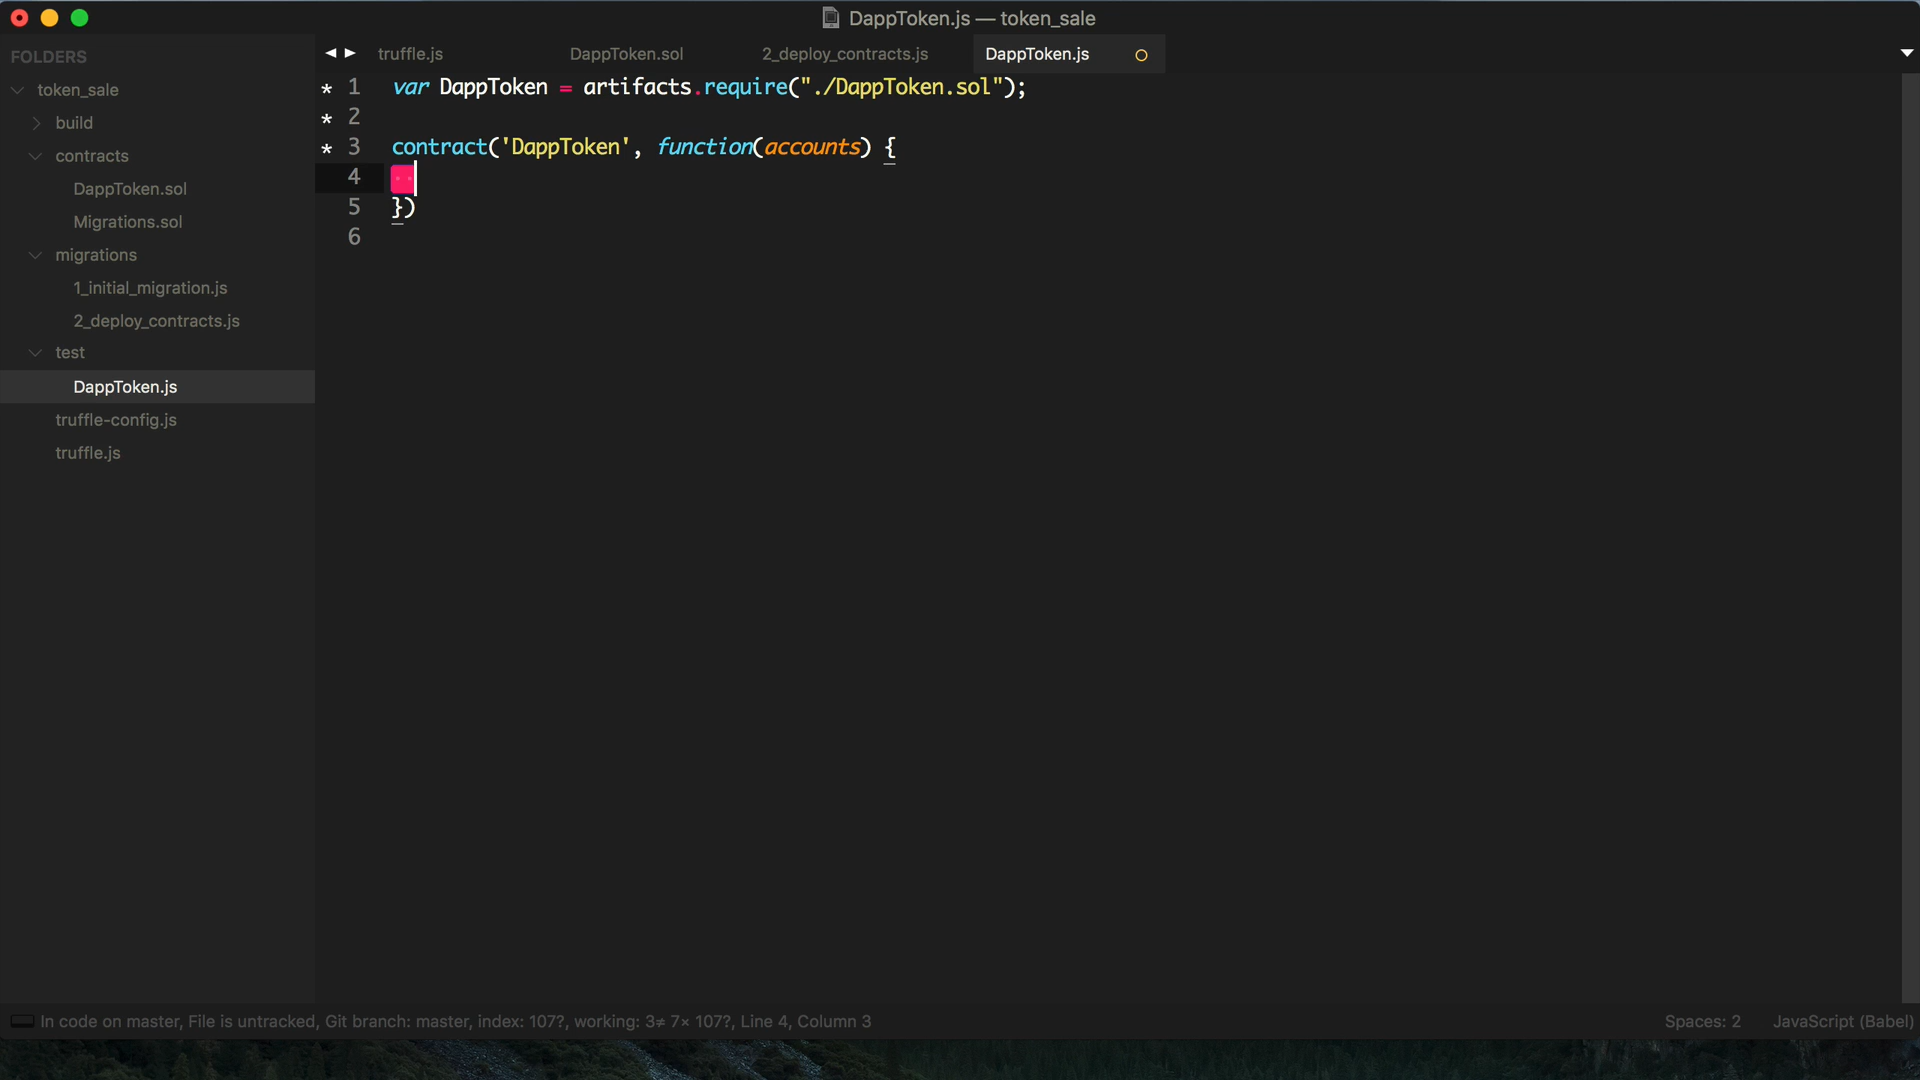 DappToken.js — token_sale
FOLDERS
token_sale
build
contracts
DappToken.sol
Migrations.sol
migrations
1_initial_migration.js
2_deploy_contracts.js
test
DappToken.js
truffle-config.js
truffle.js
truffle.js DappToken.sol 2_deploy_contracts.js DappToken.js
* 1 var DappToken = artifacts.require("./DappToken.sol");
* 2
* 3 contract('DappToken', function(accounts) {
4
5 })
6
In code on master, File is untracked, Git branch: master, index: 107?, working: 3≠ 7× 107?, Line 4, Column 3
Spaces: 2 JavaScript (Babel)